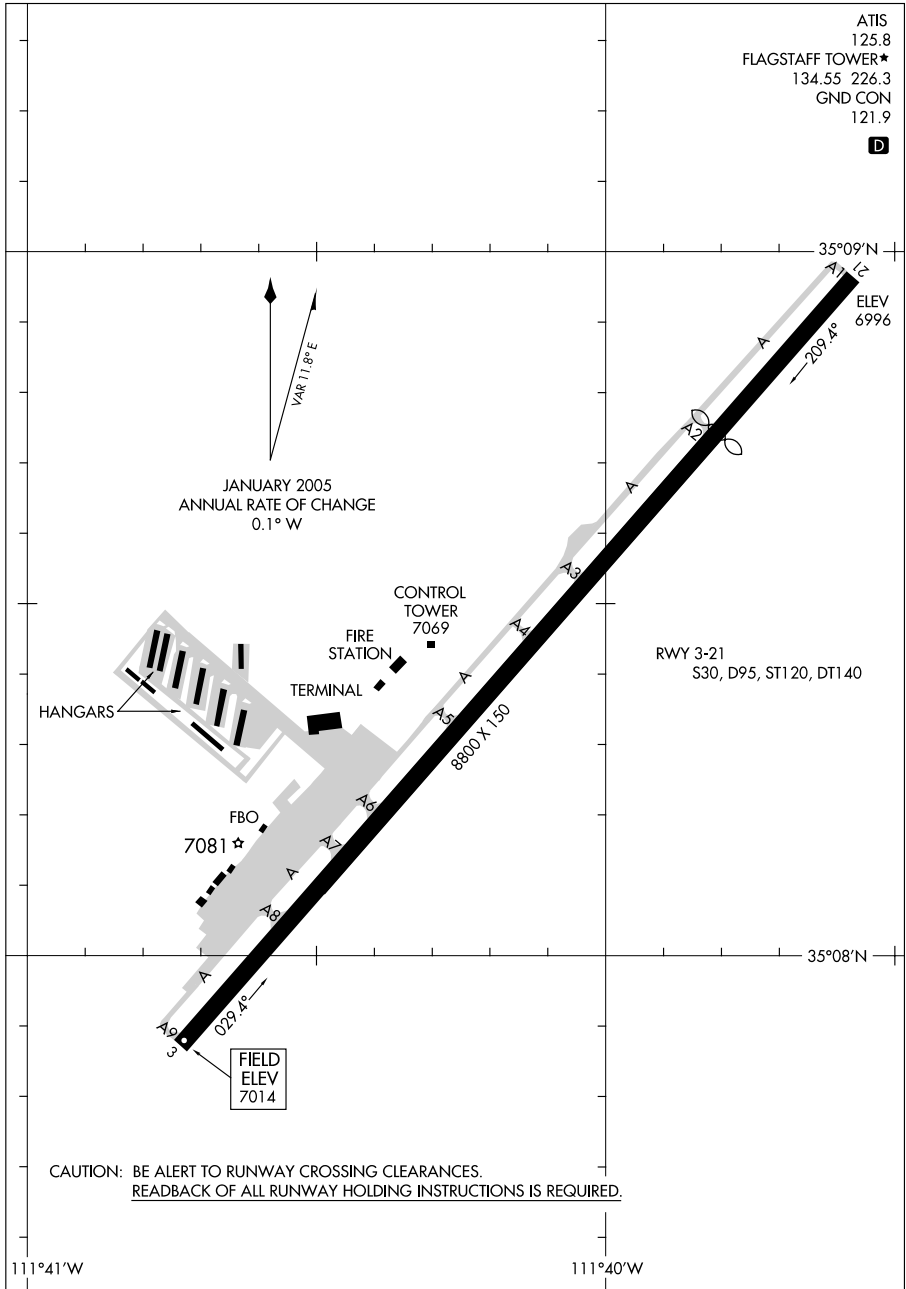 ATIS
125.8
FLAGSTAFF TOWER★
134.55 226.3
GND CON
121.9
D
35°09'N
A1
21
ELEV
6996
A
209.4°
VAR 11.8° E
A2
JANUARY 2005
ANNUAL RATE OF CHANGE
0.1° W
A
A3
CONTROL
TOWER
7069
A4
FIRE
STATION
RWY 3-21
S30, D95, ST120, DT140
A
TERMINAL
HANGARS
A5
8800 X 150
A6
FBO
7081
A7
A
A8
35°08'N
A
029.4°
A9
3
FIELD
ELEV
7014
CAUTION: BE ALERT TO RUNWAY CROSSING CLEARANCES.
READBACK OF ALL RUNWAY HOLDING INSTRUCTIONS IS REQUIRED.
111°41'W
111°40'W